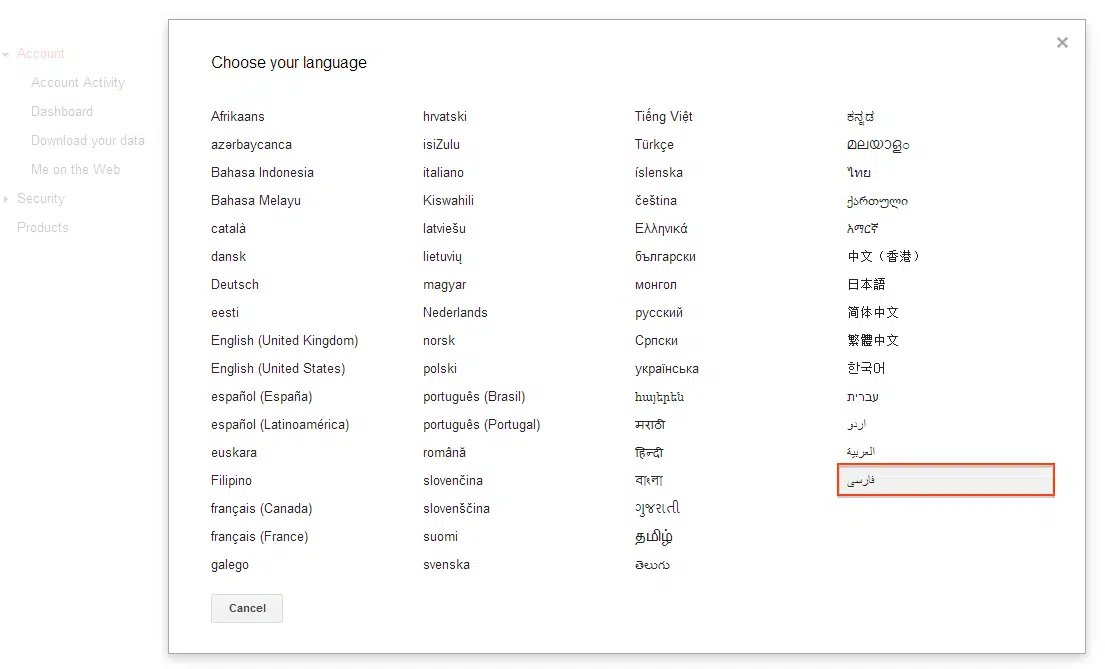 Account
Account Activity
Dashboard
Download your data
Me on the Web
Security
Products
Choose your language
Afrikaans
azərbaycanca
Bahasa Indonesia
Bahasa Melayu
català
dansk
Deutsch
eesti
English (United Kingdom)
English (United States)
español (España)
español (Latinoamérica)
euskara
Filipino
français (Canada)
français (France)
galego
hrvatski
isiZulu
italiano
Kiswahili
latviešu
lietuvių
magyar
Nederlands
norsk
polski
português (Brasil)
português (Portugal)
română
slovenčina
slovenščina
suomi
svenska
Tiếng Việt
Türkçe
íslenska
čeština
Ελληνικά
български
монгол
русский
Српски
українська
հայերեն
मराठी
हिन्दी
বাংলা
ગુજરાતી
தமிழ்
తెలుగు
ಕನ್ನಡ
മലയാളം
ไทย
ქართული
አማርኛ
中文（香港）
日本語
简体中文
繁體中文
한국어
עברית
اردو
العربية
فارسی
Cancel